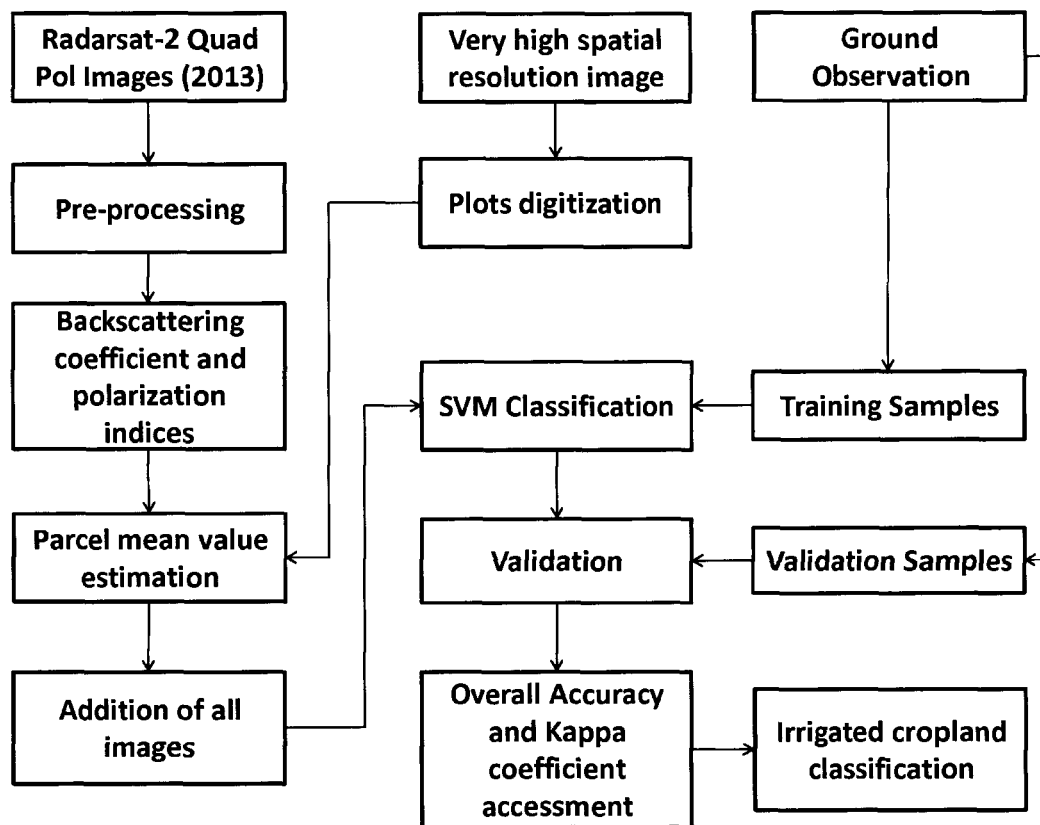 Radarsat-2 Quad
Pol Images (2013)
Pre-processing
Backscattering
coefficient and
polarization
indices
Parcel mean value
estimation
Addition of all
images
Very high spatial
resolution image
Plots digitization
SVM Classification
Validation
Overall Accuracy
and Kappa
coefficient
assessment
Ground
Observation
Training Samples
Validation Samples
Irrigated cropland
classification